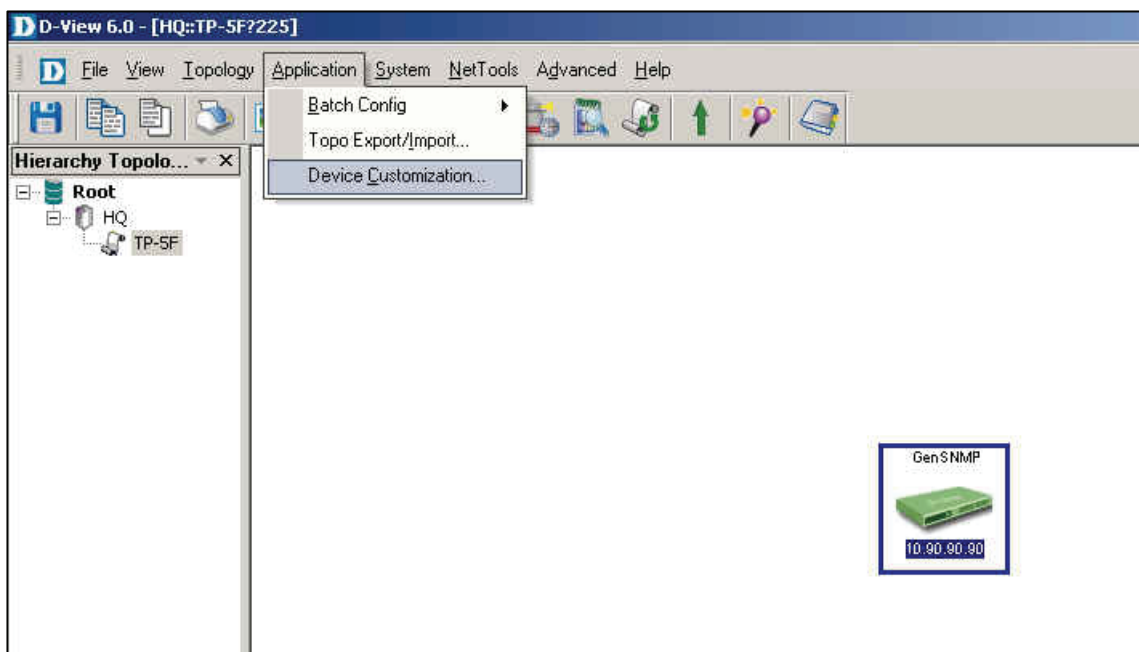 D-View 6.0 - [HQ::TP-5F?225]
File View Topology Application System NetTools Advanced Help
Batch Config
Topo Export/Import...
Device Customization...
Hierarchy Topolo...
Root
HQ
TP-5F
GenSNMP
10.90.90.90